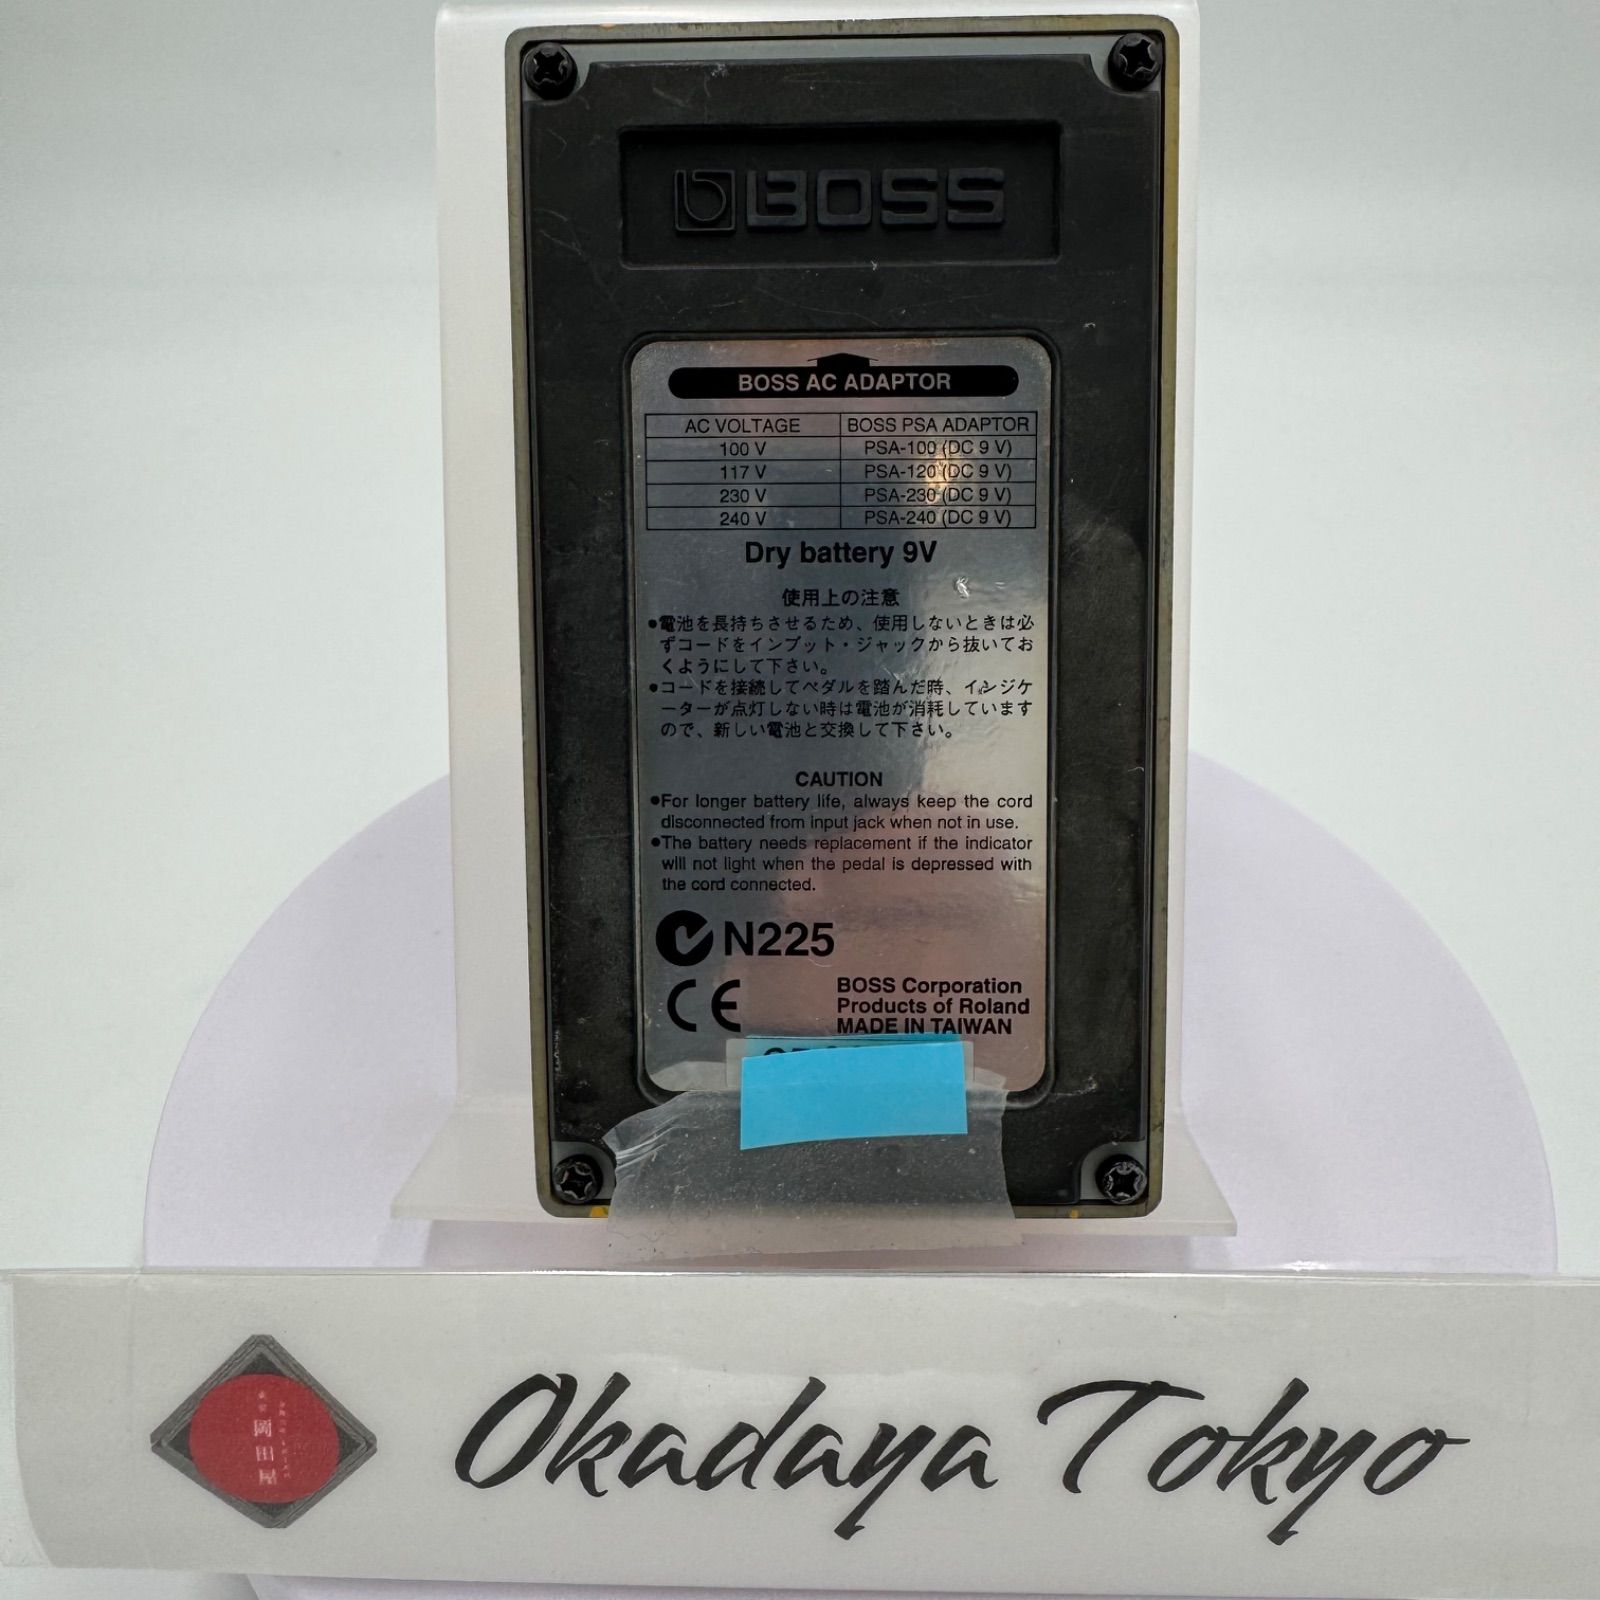 BOSS
BOSS AC ADAPTOR
AC VOLTAGE BOSS PSA ADAPTOR
100 V PSA-100 (DC 9 V)
117 V PSA-120 (DC 9 V)
230 V PSA-230 (DC 9 V)
240 V PSA-240 (DC 9 V)
Dry battery 9V
使用上の注意
●電池を長持ちさせるため、使用しないときは必
ずコードをインプット・ジャックから抜いてお
くようにして下さい。
●コードを接続してペダルを踏んだ時、インジケ
ーターが点灯しない時は電池が消耗しています
ので、新しい電池と交換して下さい。
CAUTION
●For longer battery life, always keep the cord
disconnected from input jack when not in use.
●The battery needs replacement if the indicator
will not light when the pedal is depressed with
the cord connected.
N225
CE
BOSS Corporation
Products of Roland
MADE IN TAIWAN
岡田屋
Okadaya Tokyo